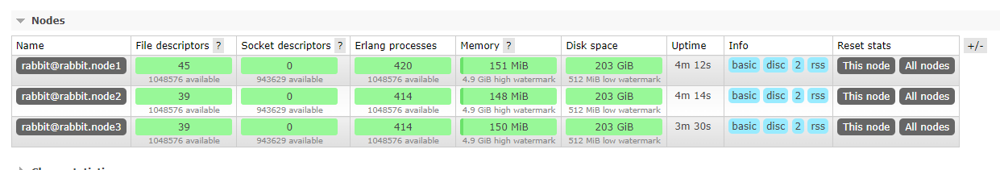 Nodes
Name File descriptors ? Socket descriptors ? Erlang processes Memory ? Disk space Uptime Info Reset stats +/-
rabbit@rabbit.node1 45 0 420 151 MiB 203 GiB 4m 12s basic disc 2 rss This node All nodes
1048576 available 943629 available 1048576 available 4.9 GiB high watermark 512 MiB low watermark
rabbit@rabbit.node2 39 0 414 148 MiB 203 GiB 4m 14s basic disc 2 rss This node All nodes
1048576 available 943629 available 1048576 available 4.9 GiB high watermark 512 MiB low watermark
rabbit@rabbit.node3 39 0 414 150 MiB 203 GiB 3m 30s basic disc 2 rss This node All nodes
1048576 available 943629 available 1048576 available 4.9 GiB high watermark 512 MiB low watermark